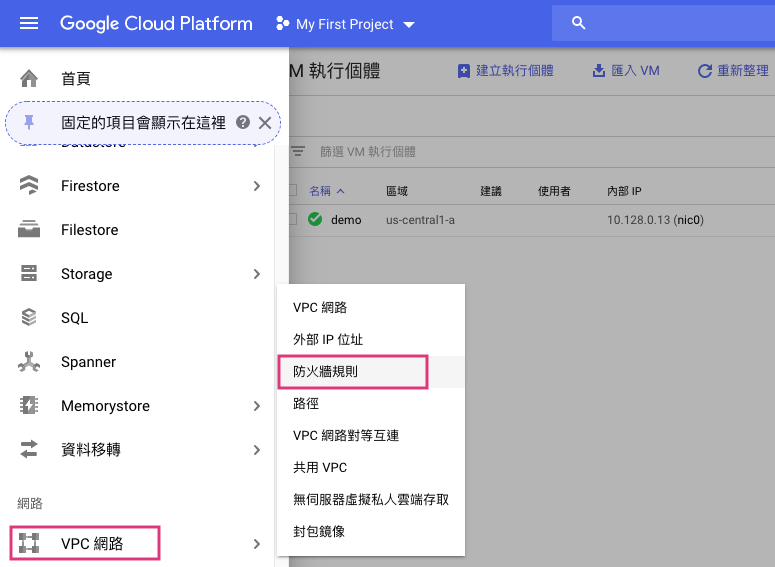 Google Cloud Platform
My First Project
首頁
固定的項目會顯示在這裡
Datastore
Firestore
Filestore
Storage
SQL
Spanner
Memorystore
資料移轉
網路
VPC 網路
VPC 網路
外部 IP 位址
防火牆規則
路徑
VPC 網路對等互連
共用 VPC
無伺服器虛擬私人雲端存取
封包鏡像
M 執行個體
建立執行個體
匯入 VM
重新整理
篩選 VM 執行個體
名稱 區域 建議 使用者 內部 IP
demo us-central1-a 10.128.0.13 (nic0)